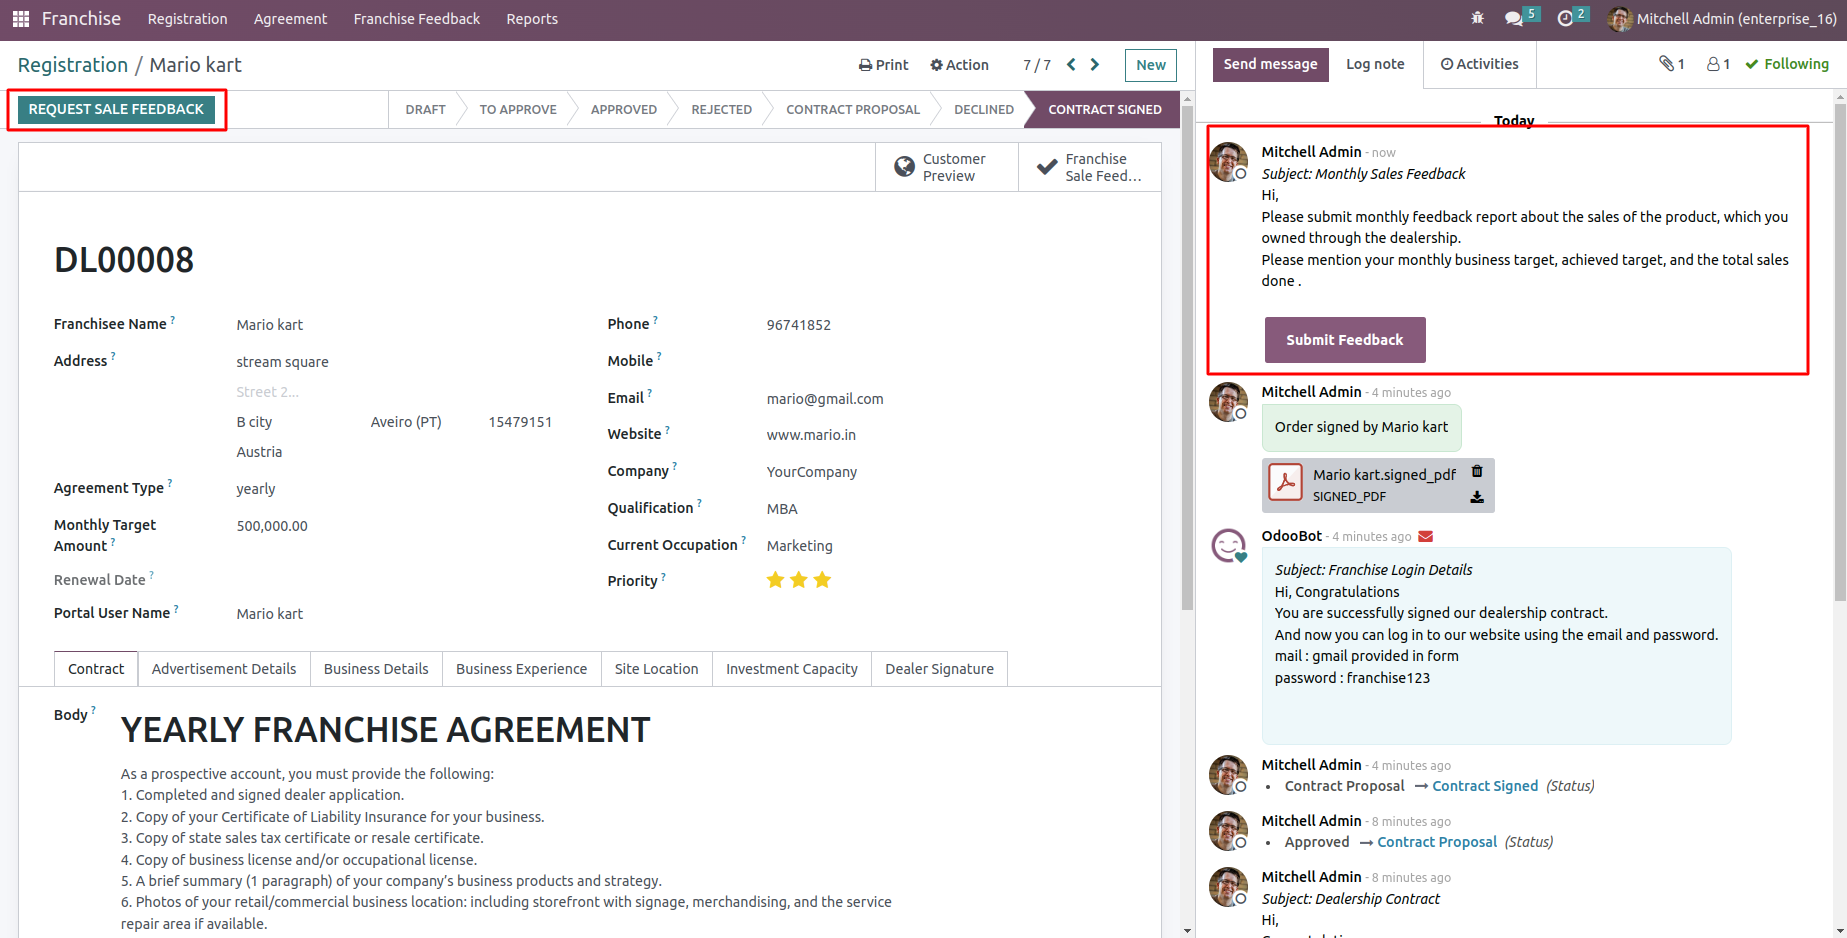 Franchise Registration Agreement Franchise Feedback Reports 5 2 Mitchell Admin (enterprise_16)
Registration / Mario kart Print Action 7 / 7 New
REQUEST SALE FEEDBACK DRAFT TO APPROVE APPROVED REJECTED CONTRACT PROPOSAL DECLINED CONTRACT SIGNED
Customer Preview
Franchise Sale Feed...
DL00008
Franchisee Name ? Mario kart
Address ? stream square
Street 2...
B city Aveiro (PT) 15479151
Austria
Agreement Type ? yearly
Monthly Target
Amount ? 500,000.00
Renewal Date ?
Portal User Name ? Mario kart
Phone ? 96741852
Mobile ?
Email ? mario@gmail.com
Website ? www.mario.in
Company ? YourCompany
Qualification ? MBA
Current Occupation ? Marketing
Priority ?
Contract Advertisement Details Business Details Business Experience Site Location Investment Capacity Dealer Signature
Body ?
YEARLY FRANCHISE AGREEMENT
As a prospective account, you must provide the following:
1. Completed and signed dealer application.
2. Copy of your Certificate of Liability Insurance for your business.
3. Copy of state sales tax certificate or resale certificate.
4. Copy of business license and/or occupational license.
5. A brief summary (1 paragraph) of your company's business products and strategy.
6. Photos of your retail/commercial business location: including storefront with signage, merchandising, and the service
repair area if available.
Send message Log note Activities 1 1 Following
Today
Mitchell Admin - now
Subject: Monthly Sales Feedback
Hi,
Please submit monthly feedback report about the sales of the product, which you
owned through the dealership.
Please mention your monthly business target, achieved target, and the total sales
done .
Submit Feedback
Mitchell Admin - 4 minutes ago
Order signed by Mario kart
Mario kart.signed_pdf
SIGNED_PDF
OdooBot - 4 minutes ago
Subject: Franchise Login Details
Hi, Congratulations
You are successfully signed our dealership contract.
And now you can log in to our website using the email and password.
mail : gmail provided in form
password : franchise123
Mitchell Admin - 4 minutes ago
• Contract Proposal → Contract Signed (Status)
Mitchell Admin - 8 minutes ago
• Approved → Contract Proposal (Status)
Mitchell Admin - 8 minutes ago
Subject: Dealership Contract
Hi,